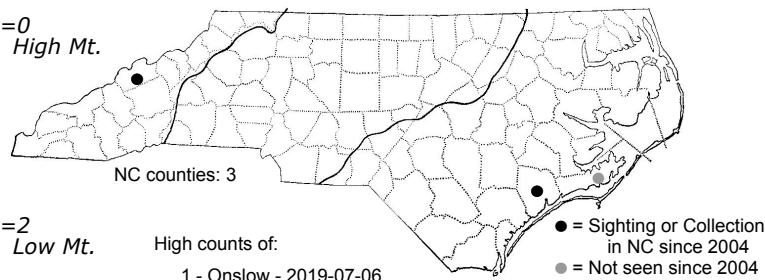 =0
High Mt.
NC counties: 3
=2
Low Mt.
High counts of:
1 - Onslow - 2019-07-06
● = Sighting or Collection
in NC since 2004
● = Not seen since 2004